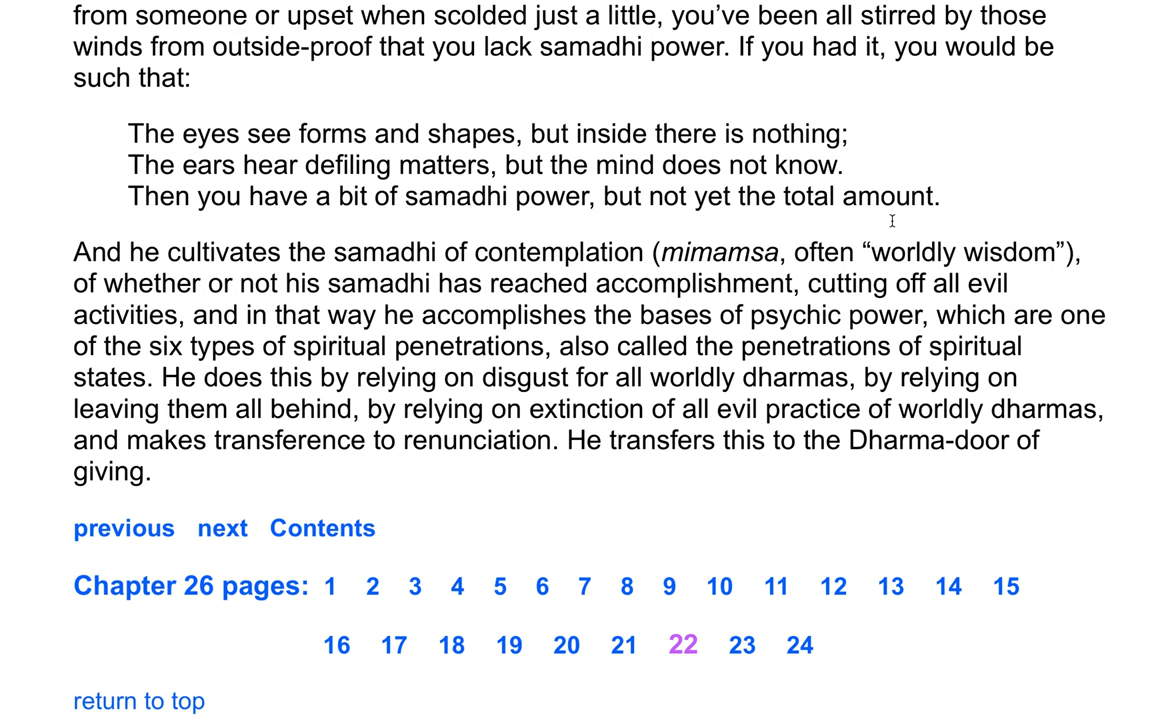 from someone or upset when scolded just a little, you’ve been all stirred by those
winds from outside-proof that you lack samadhi power. If you had it, you would be
such that:
The eyes see forms and shapes, but inside there is nothing;
The ears hear defiling matters, but the mind does not know.
Then you have a bit of samadhi power, but not yet the total amount.
And he cultivates the samadhi of contemplation (mimamsa, often “worldly wisdom”),
of whether or not his samadhi has reached accomplishment, cutting off all evil
activities, and in that way he accomplishes the bases of psychic power, which are one
of the six types of spiritual penetrations, also called the penetrations of spiritual
states. He does this by relying on disgust for all worldly dharmas, by relying on
leaving them all behind, by relying on extinction of all evil practice of worldly dharmas,
and makes transference to renunciation. He transfers this to the Dharma-door of
giving.
previous next Contents
Chapter 26 pages: 1 2 3 4 5 6 7 8 9 10 11 12 13 14 15
16 17 18 19 20 21 22 23 24
return to top